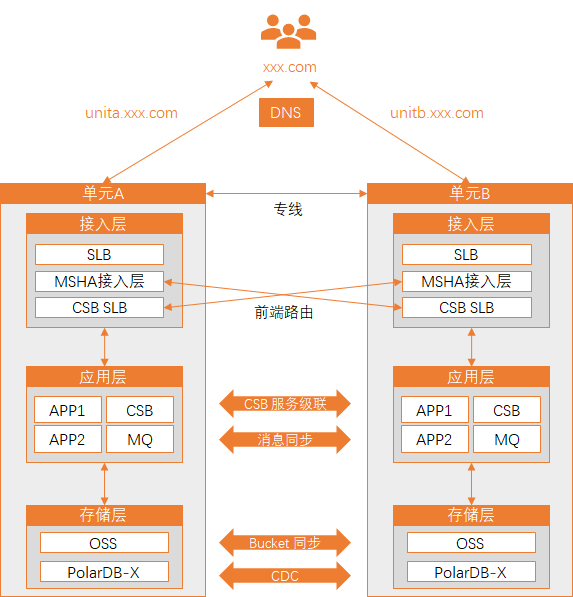 xxx.com
unita.xxx.com
DNS
unitb.xxx.com
单元A
专线
单元B
接入层
SLB
MSHA接入层
CSB SLB
前端路由
接入层
SLB
MSHA接入层
CSB SLB
应用层
APP1
CSB
APP2
MQ
CSB 服务级联
消息同步
应用层
APP1
CSB
APP2
MQ
存储层
OSS
PolarDB-X
Bucket 同步
CDC
存储层
OSS
PolarDB-X